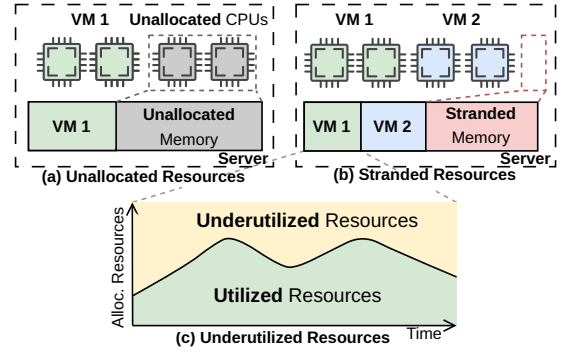 VM 1
Unallocated CPUs
VM 1
Unallocated
Memory
Server
(a) Unallocated Resources
VM 1
VM 2
VM 1
VM 2
Stranded
Memory
Server
(b) Stranded Resources
Alloc. Resources
Underutilized Resources
Utilized Resources
Time
(c) Underutilized Resources